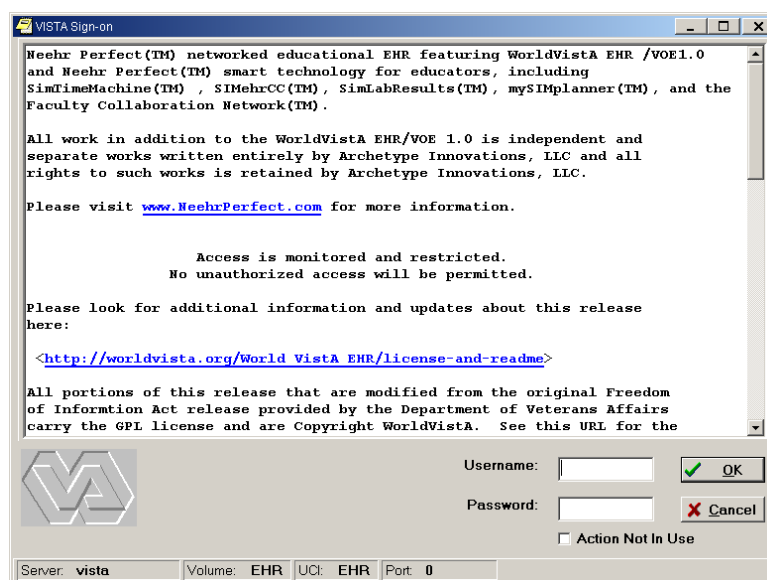 VISTA Sign-on
Neehr Perfect(TM) networked educational EHR featuring WorldVistA EHR /VOE1.0
and Neehr Perfect(TM) smart technology for educators, including
SimTimeMachine(TM) , SIMehrCC(TM), SimLabResults(TM), mySIMplanner(TM), and the
Faculty Collaboration Network(TM).
All work in addition to the WorldVistA EHR/VOE 1.0 is independent and
separate works written entirely by Archetype Innovations, LLC and all
rights to such works is retained by Archetype Innovations, LLC.
Please visit www.NeehrPerfect.com for more information.
Access is monitored and restricted.
No unauthorized access will be permitted.
Please look for additional information and updates about this release
here:
<http://worldvista.org/World VistA EHR/license-and-readme>
All portions of this release that are modified from the original Freedom
of Informtion Act release provided by the Department of Veterans Affairs
carry the GPL license and are Copyright WorldVistA.  See this URL for the
Username:
OK
Password:
Cancel
Action Not In Use
Server: vista Volume: EHR UCI: EHR Port: 0